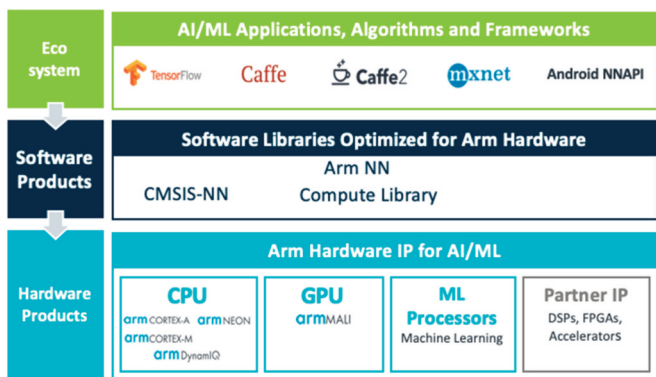 Eco
system
AI/ML Applications, Algorithms and Frameworks
TensorFlow Caffe Caffe2 mxnet Android NNAPI
Software
Products
Software Libraries Optimized for Arm Hardware
Arm NN
CMSIS-NN Compute Library
Hardware
Products
Arm Hardware IP for AI/ML
CPU
arm CORTEX-A arm NEON
arm CORTEX-M
arm DynamIQ
GPU
arm MALI
ML
Processors
Machine Learning
Partner IP
DSPs, FPGAs,
Accelerators